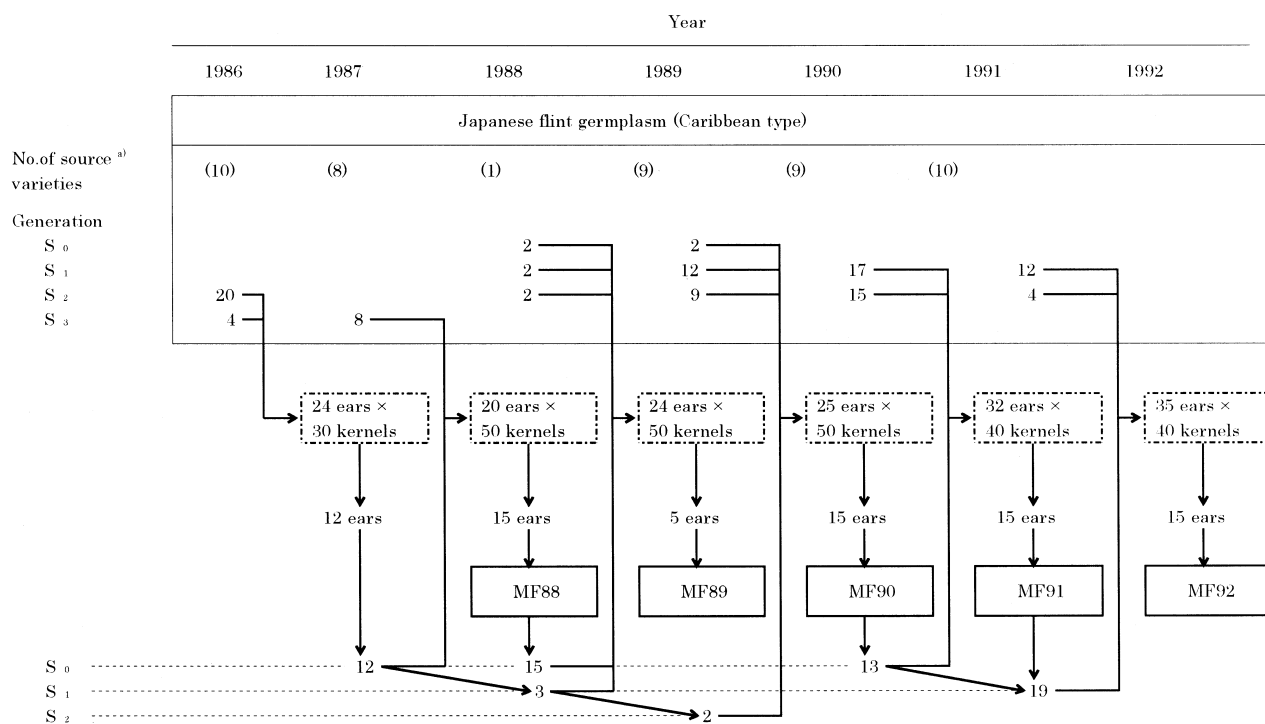 Year
1986 1987 1988 1989 1990 1991 1992
Japanese flint germplasm (Caribbean type)
No.of source a)
varieties
(10) (8) (1) (9) (9) (10)
Generation
S 0 2 2
S 1 2 12 17 12
S 2 20 2 9 15 4
S 3 4 8
24 ears × 20 ears × 24 ears × 25 ears × 32 ears × 35 ears ×
30 kernels 50 kernels 50 kernels 50 kernels 40 kernels 40 kernels
12 ears 15 ears 5 ears 15 ears 15 ears 15 ears
MF88 MF89 MF90 MF91 MF92
S 0 12 15 13
S 1 3 19
S 2 2